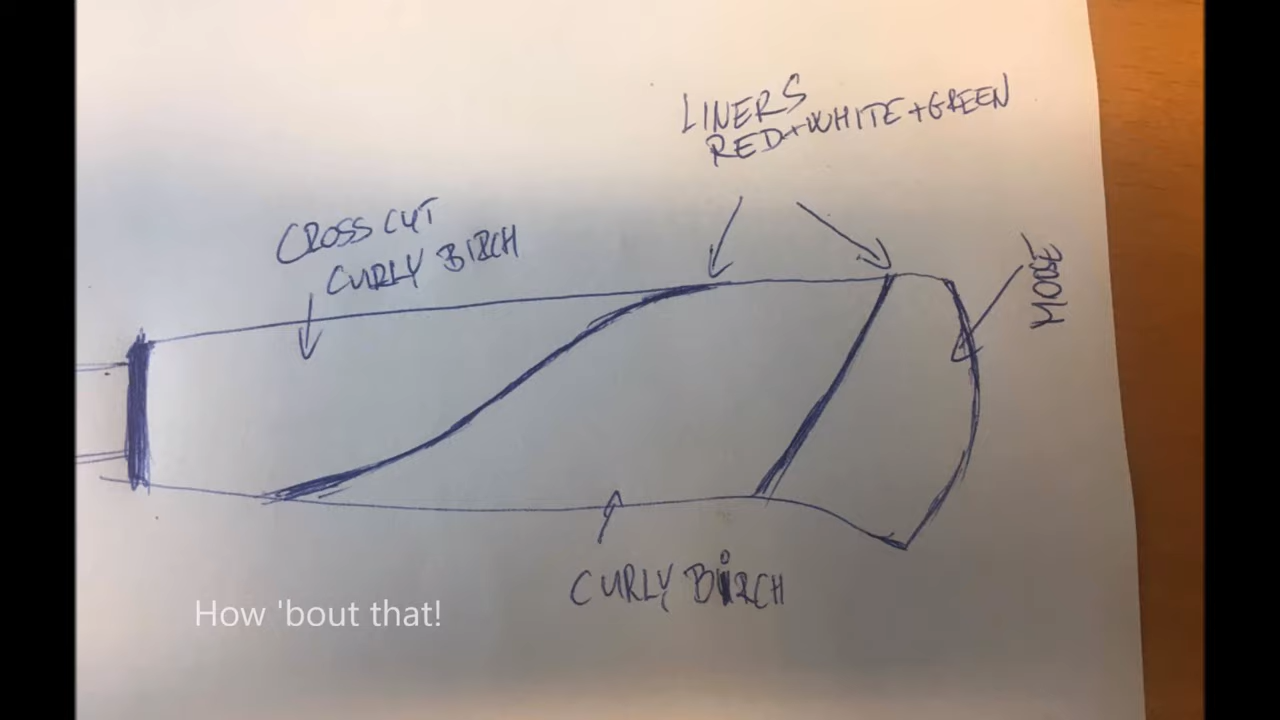 LINERS
RED+WHITE+GREEN
CROSS CUT
CURLY BIRCH
MOOSE
CURLY BiRCH
How 'bout that!